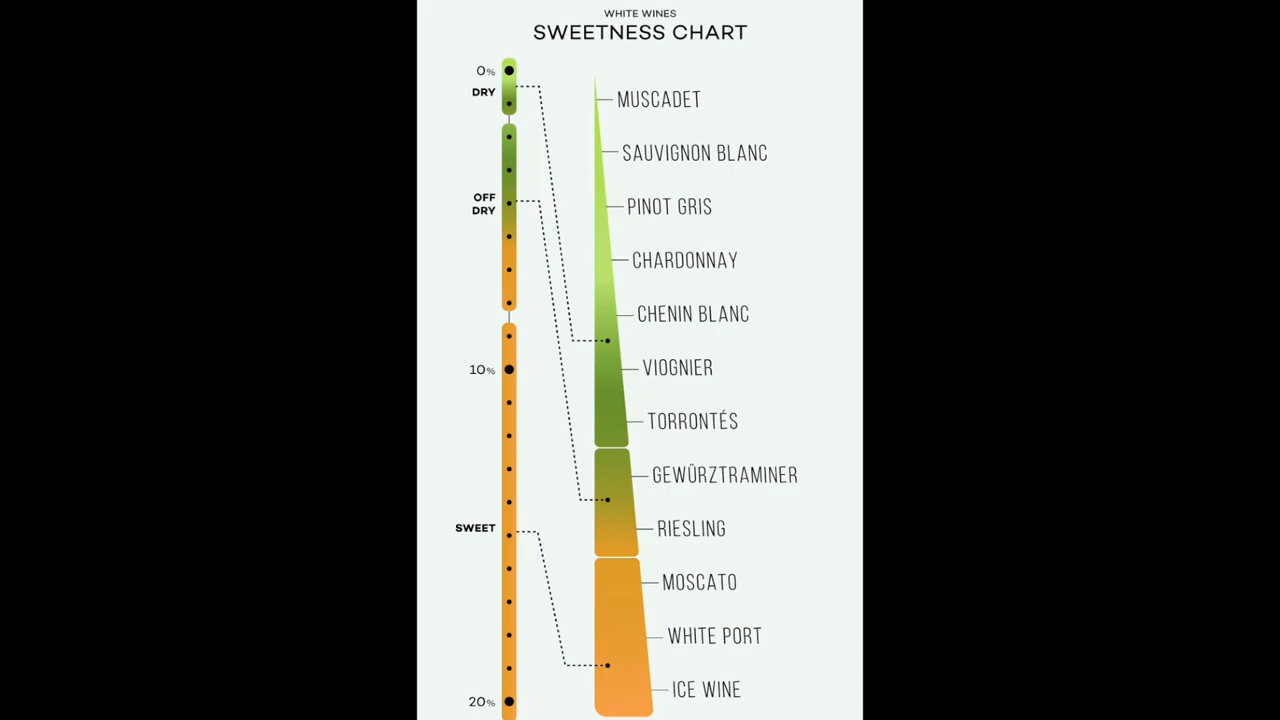 WHITE WINES
SWEETNESS CHART
0%
DRY
OFF
DRY
10%
SWEET
20%
MUSCADET
SAUVIGNON BLANC
PINOT GRIS
CHARDONNAY
CHENIN BLANC
VIOGNIER
TORRONTÉS
GEWÜRZTRAMINER
RIESLING
MOSCATO
WHITE PORT
ICE WINE